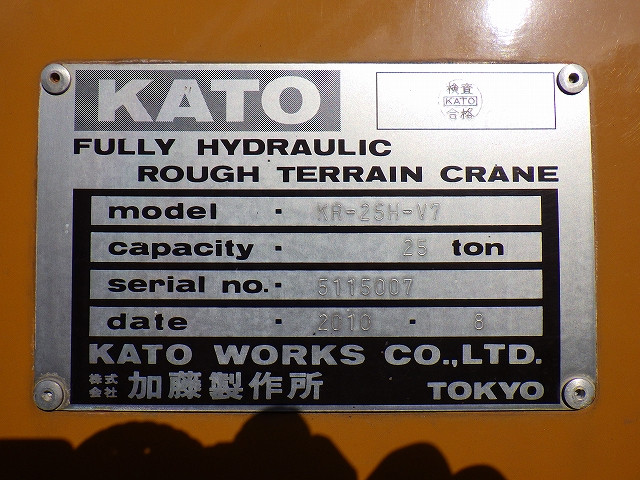 KATO
検査
KATO
合格
FULLY HYDRAULIC
ROUGH TERRAIN CRANE
model · KR-25H-V7
capacity · 25 ton
serial no. · 5115007
date · 2010 · 8
KATO WORKS CO.,LTD.
株式会社 加藤製作所 TOKYO